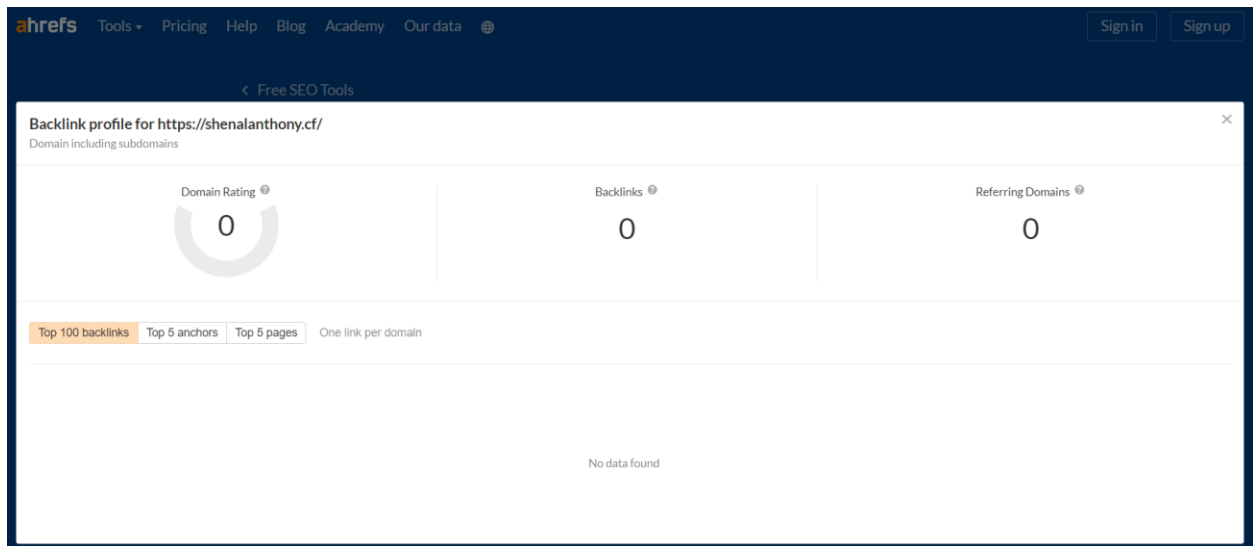 ahrefs Tools Pricing Help Blog Academy Our data Sign in Sign up
< Free SEO Tools
Backlink profile for https://shenalanthony.cf/
Domain including subdomains
Domain Rating Backlinks Referring Domains
0 0 0
Top 100 backlinks Top 5 anchors Top 5 pages One link per domain
No data found